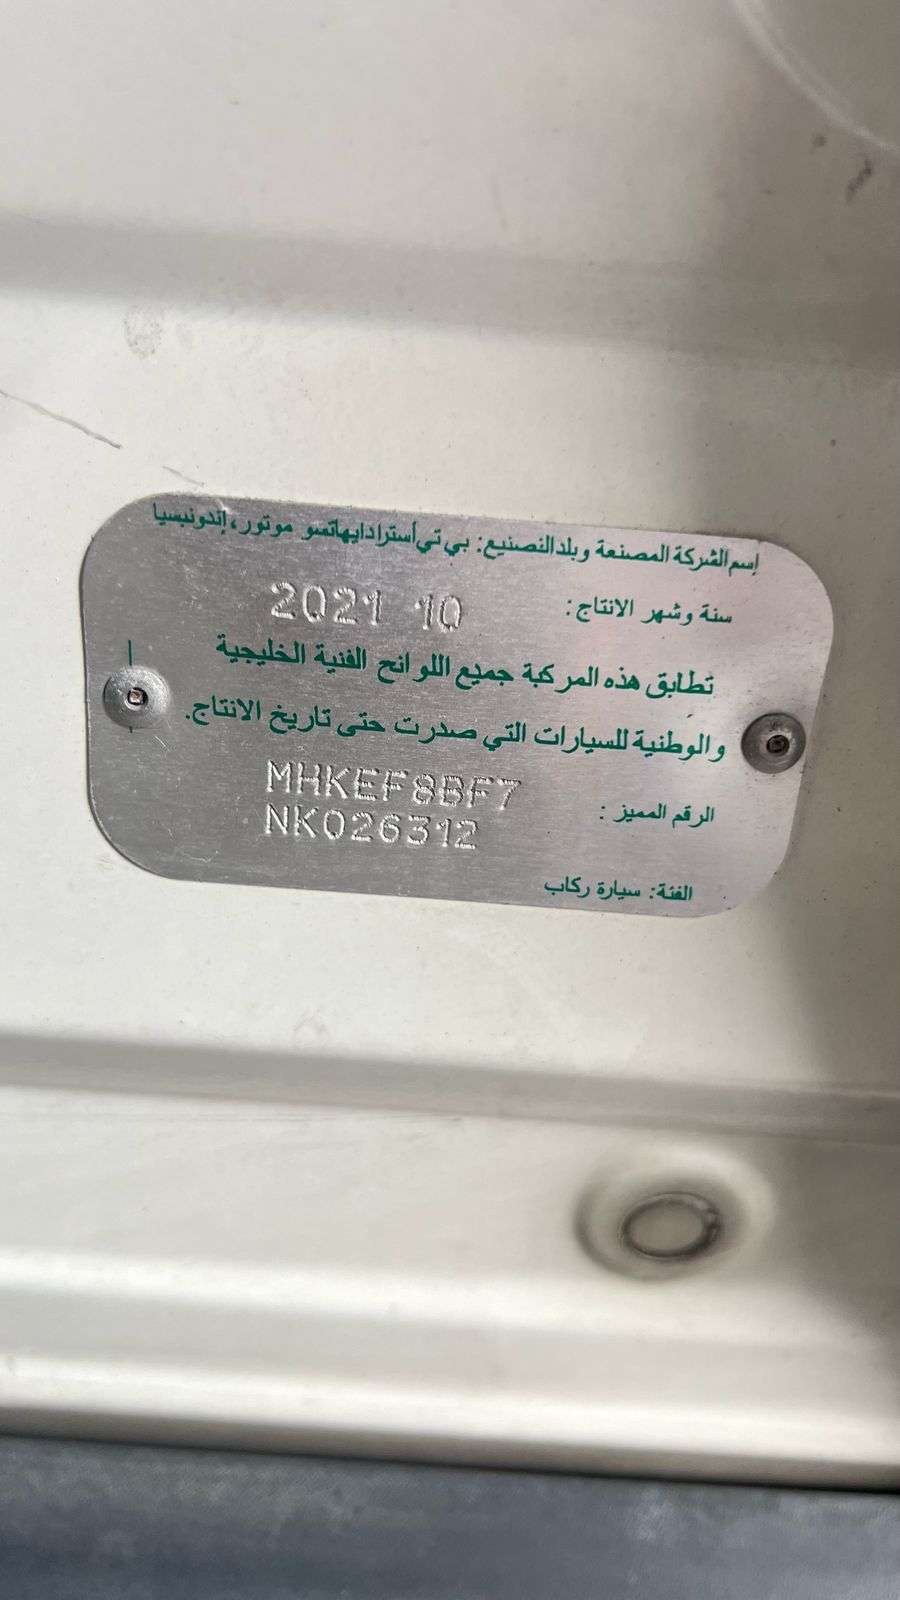 إسم الشركة المصنعة وبلد التصنيع: بي تي أسترا دايهاتسو موتور، إندونيسيا
سنة وشهر الانتاج: 2021 10
تطابق هذه المركبة جميع اللوائح الفنية الخليجية
والوطنية للسيارات التي صدرت حتى تاريخ الانتاج.
الرقم المميز: MHKEF8BF7
NK026312
الفئة: سيارة ركاب